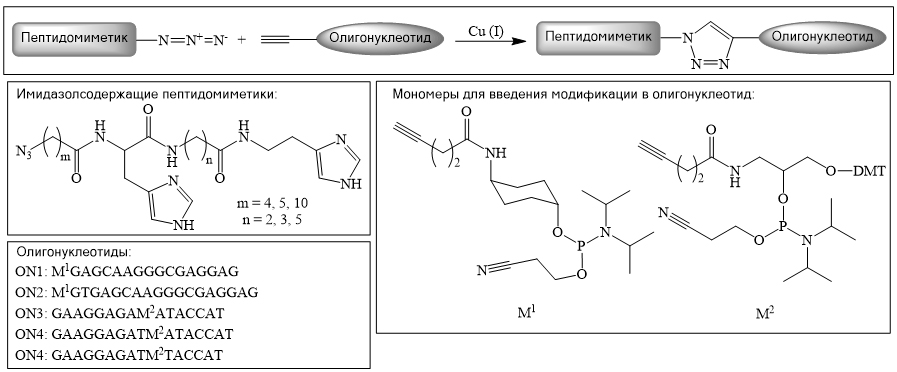 Пептидомиметик N=N⁺=N⁻ + Олигонуклеотид Cu (I) Пептидомиметик N N=N Олигонуклеотид
Имидазолсодержащие пептидомиметики:
N₃ ( )m O H N O N H ( )n O H N N NH N NH
m = 4, 5, 10
n = 2, 3, 5
Олигонуклеотиды:
ON1: M¹GAGCAAGGGCGAGGAG
ON2: M¹GTGAGCAAGGGCGAGGAG
ON3: GAAGGAGAM²ATACCAT
ON4: GAAGGAGATM²ATACCAT
ON4: GAAGGAGATM²TACCAT
Мономеры для введения модификации в олигонуклеотид:
( )2 O NH O P N O N
M¹
( )2 O N H O—DMT O P N O N
M²